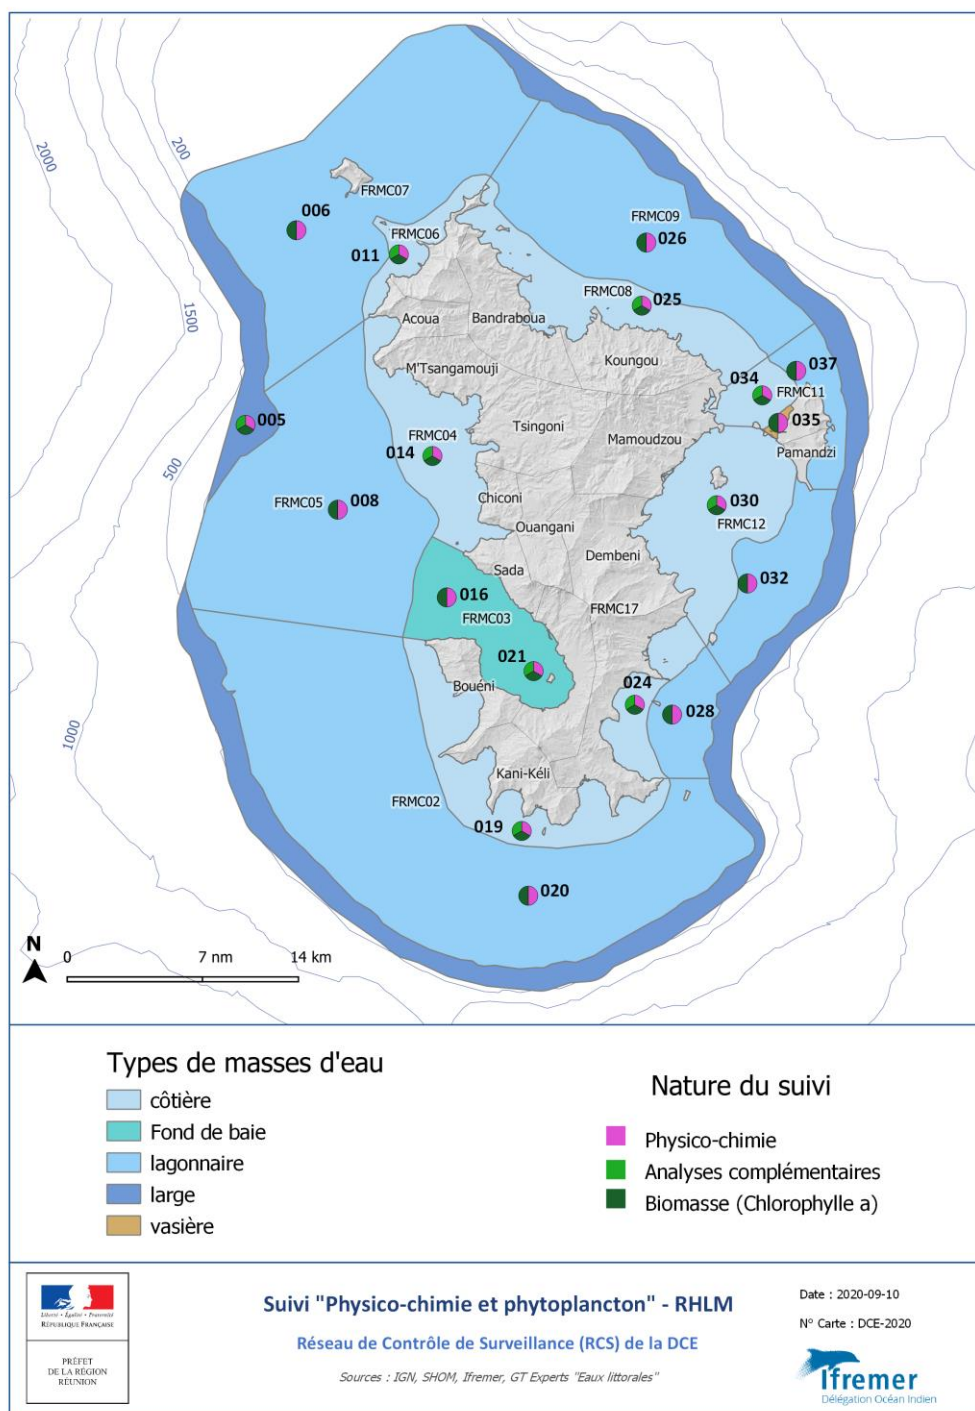 2000
200
FRMC07
006
FRMC09
026
FRMC06
011
1500
FRMC08
025
Acoua
Bandraboua
Koungou
M'Tsangamouji
037
034
FRMC11
005
035
Tsingoni
Mamoudzou
FRMC04
014
Pamandzi
500
Chiconi
FRMC05
008
030
Ouangani
FRMC12
Dembeni
Sada
032
016
FRMC03
FRMC17
021
Bouéni
024
028
1000
Kani-Kéli
FRMC02
019
020
N
0 7 nm 14 km
Types de masses d'eau
côtière
Fond de baie
lagonnaire
large
vasière
Nature du suivi
Physico-chimie
Analyses complémentaires
Biomasse (Chlorophylle a)
Liberté • Égalité • Fraternité
RÉPUBLIQUE FRANÇAISE
PRÉFET
DE LA RÉGION
RÉUNION
Suivi "Physico-chimie et phytoplancton" - RHLM
Réseau de Contrôle de Surveillance (RCS) de la DCE
Sources : IGN, SHOM, Ifremer, GT Experts "Eaux littorales"
Date : 2020-09-10
N° Carte : DCE-2020
Ifremer
Délégation Océan Indien